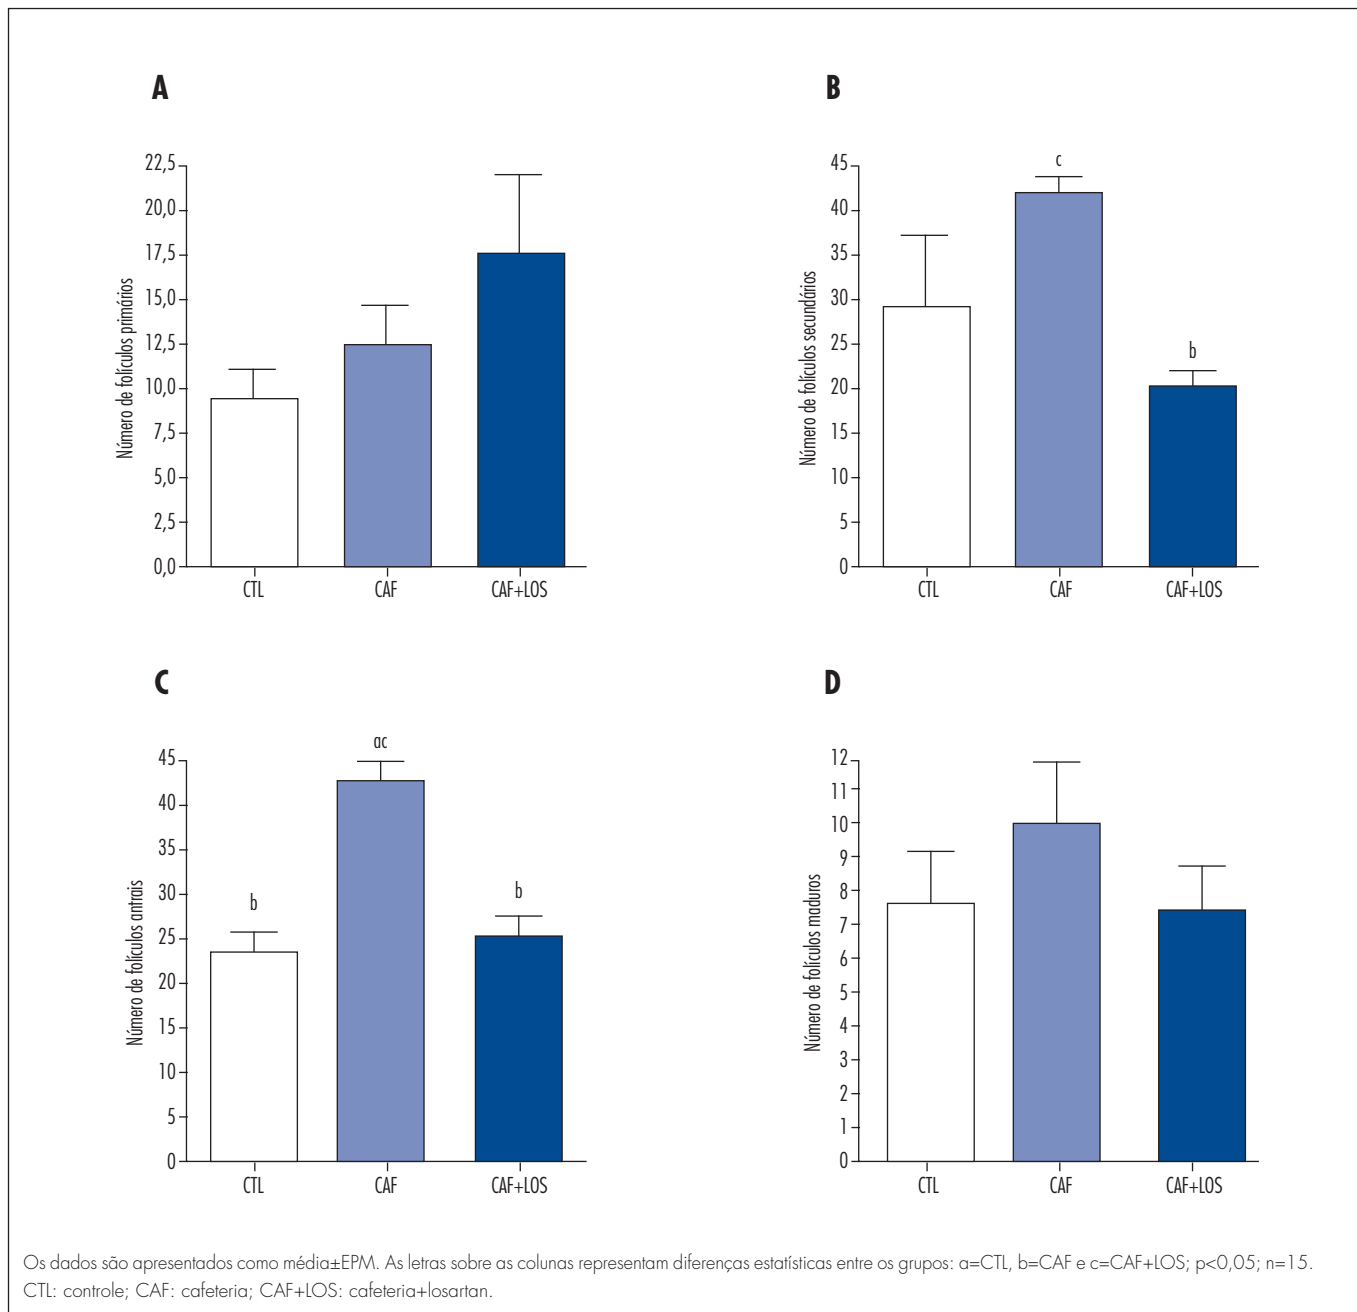 A
Número de folículos primários
22,5
20,0
17,5
15,0
12,5
10,0
7,5
5,0
2,5
0,0
CTL CAF CAF+LOS
B
Número de folículos secundários
45
40
35
30
25
20
15
10
5
0
c
b
CTL CAF CAF+LOS
C
Número de folículos antrais
45
40
35
30
25
20
15
10
5
0
b
ac
b
CTL CAF CAF+LOS
D
Número de folículos maduros
12
11
10
9
8
7
6
5
4
3
2
1
0
CTL CAF CAF+LOS
Os dados são apresentados como média±EPM. As letras sobre as colunas representam diferenças estatísticas entre os grupos: a=CTL, b=CAF e c=CAF+LOS; p<0,05; n=15.
CTL: controle; CAF: cafeteria; CAF+LOS: cafeteria+losartan.